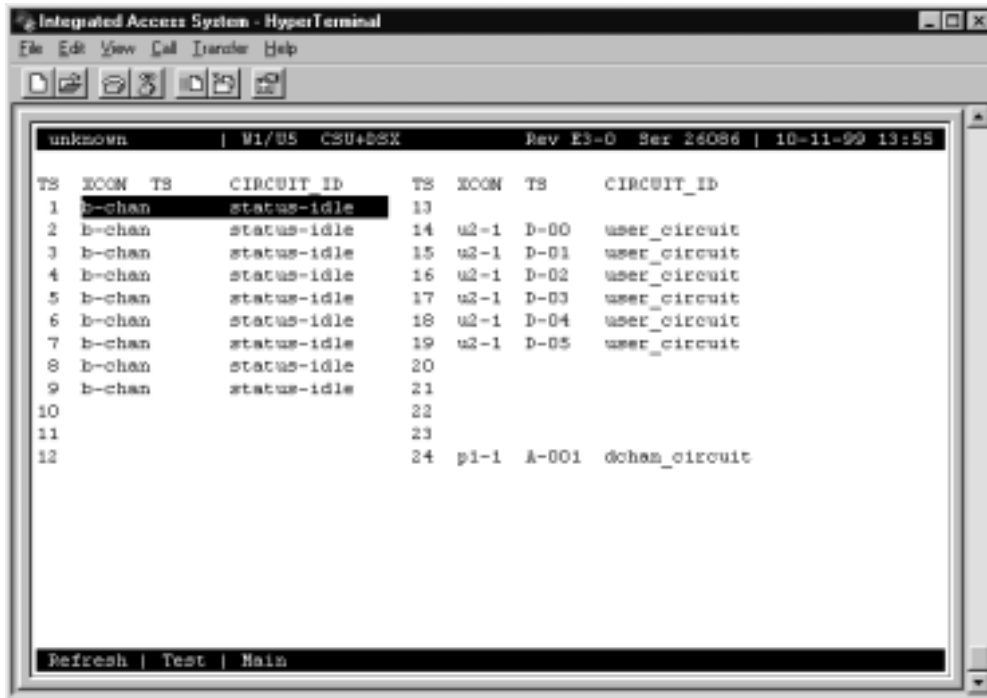 Integrated Access System - HyperTerminal
File Edit View Call Transfer Help
unknown | W1/U5 CSU+DSX Rev E3-0 Ser 26086 | 10-11-99 13:55
TS XCON TS CIRCUIT_ID TS XCON TS CIRCUIT_ID
1 b-chan status-idle 13
2 b-chan status-idle 14 u2-1 D-00 user_circuit
3 b-chan status-idle 15 u2-1 D-01 user_circuit
4 b-chan status-idle 16 u2-1 D-02 user_circuit
5 b-chan status-idle 17 u2-1 D-03 user_circuit
6 b-chan status-idle 18 u2-1 D-04 user_circuit
7 b-chan status-idle 19 u2-1 D-05 user_circuit
8 b-chan status-idle 20
9 b-chan status-idle 21
10 22
11 23
12 24 p1-1 A-001 dchan_circuit
Refresh | Test | Main